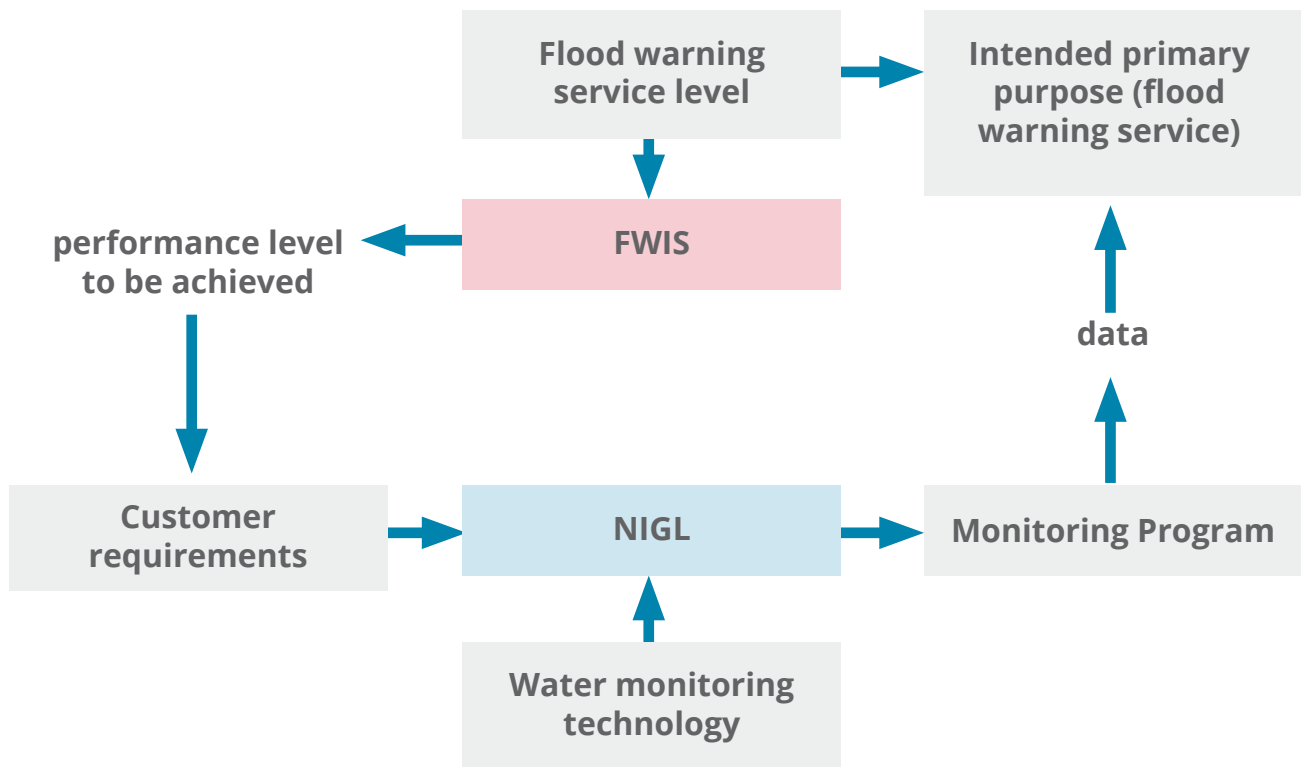 Flood warning
service level
Intended primary
purpose (flood
warning service)
FWIS
performance level
to be achieved
data
Customer
requirements
NIGL
Monitoring Program
Water monitoring
technology